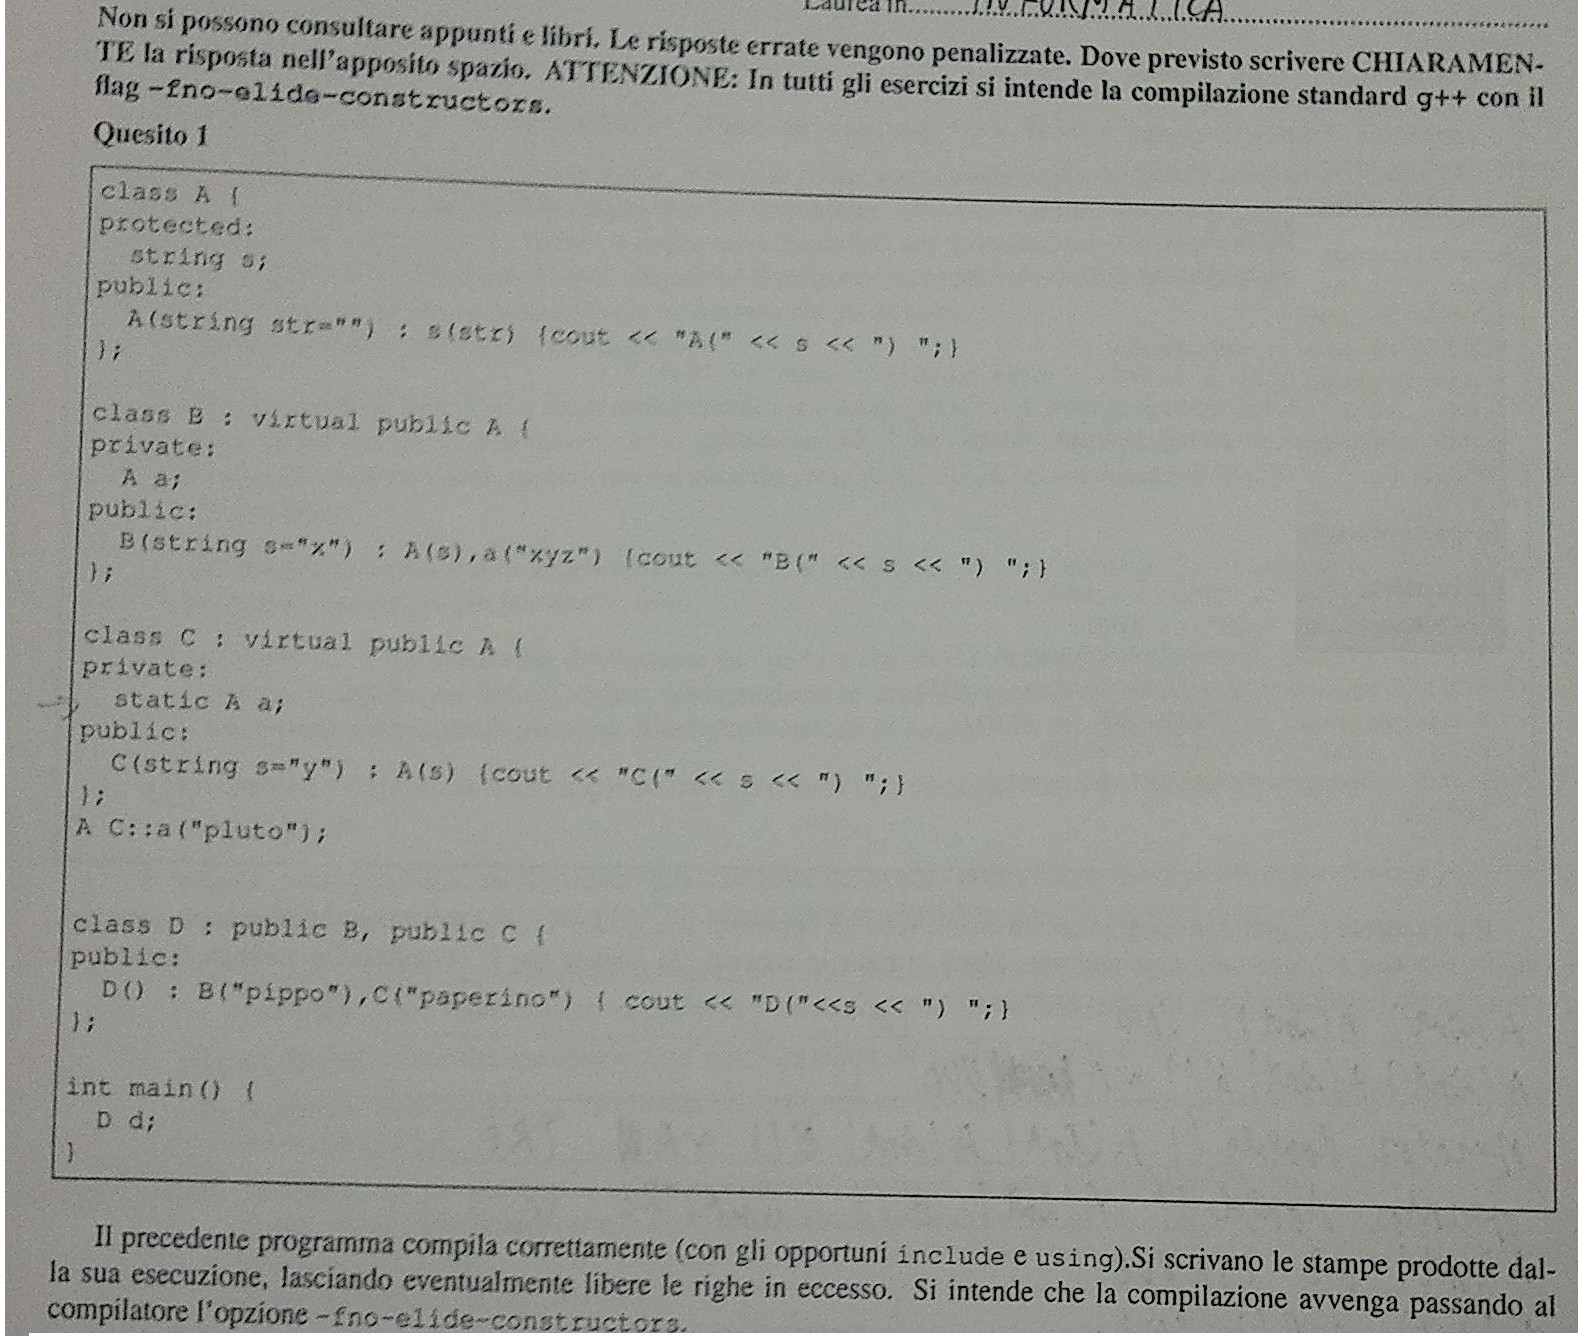 Laurea in..........INFORMATICA..........
Non si possono consultare appunti e libri. Le risposte errate vengono penalizzate. Dove previsto scrivere CHIARAMEN-
TE la risposta nell'apposito spazio. ATTENZIONE: In tutti gli esercizi si intende la compilazione standard g++ con il
flag -fno-elide-constructors.
Quesito 1
class A {
protected:
  string s;
public:
  A(string str="") : s(str) {cout << "A(" << s << ") ";}
};
class B : virtual public A {
private:
  A a;
public:
  B(string s="x") : A(s),a("xyz") {cout << "B(" << s << ") ";}
};
class C : virtual public A {
private:
  static A a;
public:
  C(string s="y") : A(s) {cout << "C(" << s << ") ";}
};
A C::a("pluto");
class D : public B, public C {
public:
  D() : B("pippo"),C("paperino") { cout << "D("<<s << ") ";}
};
int main() {
  D d;
}
Il precedente programma compila correttamente (con gli opportuni include e using).Si scrivano le stampe prodotte dal-
la sua esecuzione, lasciando eventualmente libere le righe in eccesso. Si intende che la compilazione avvenga passando al
compilatore l'opzione -fno-elide-constructors.